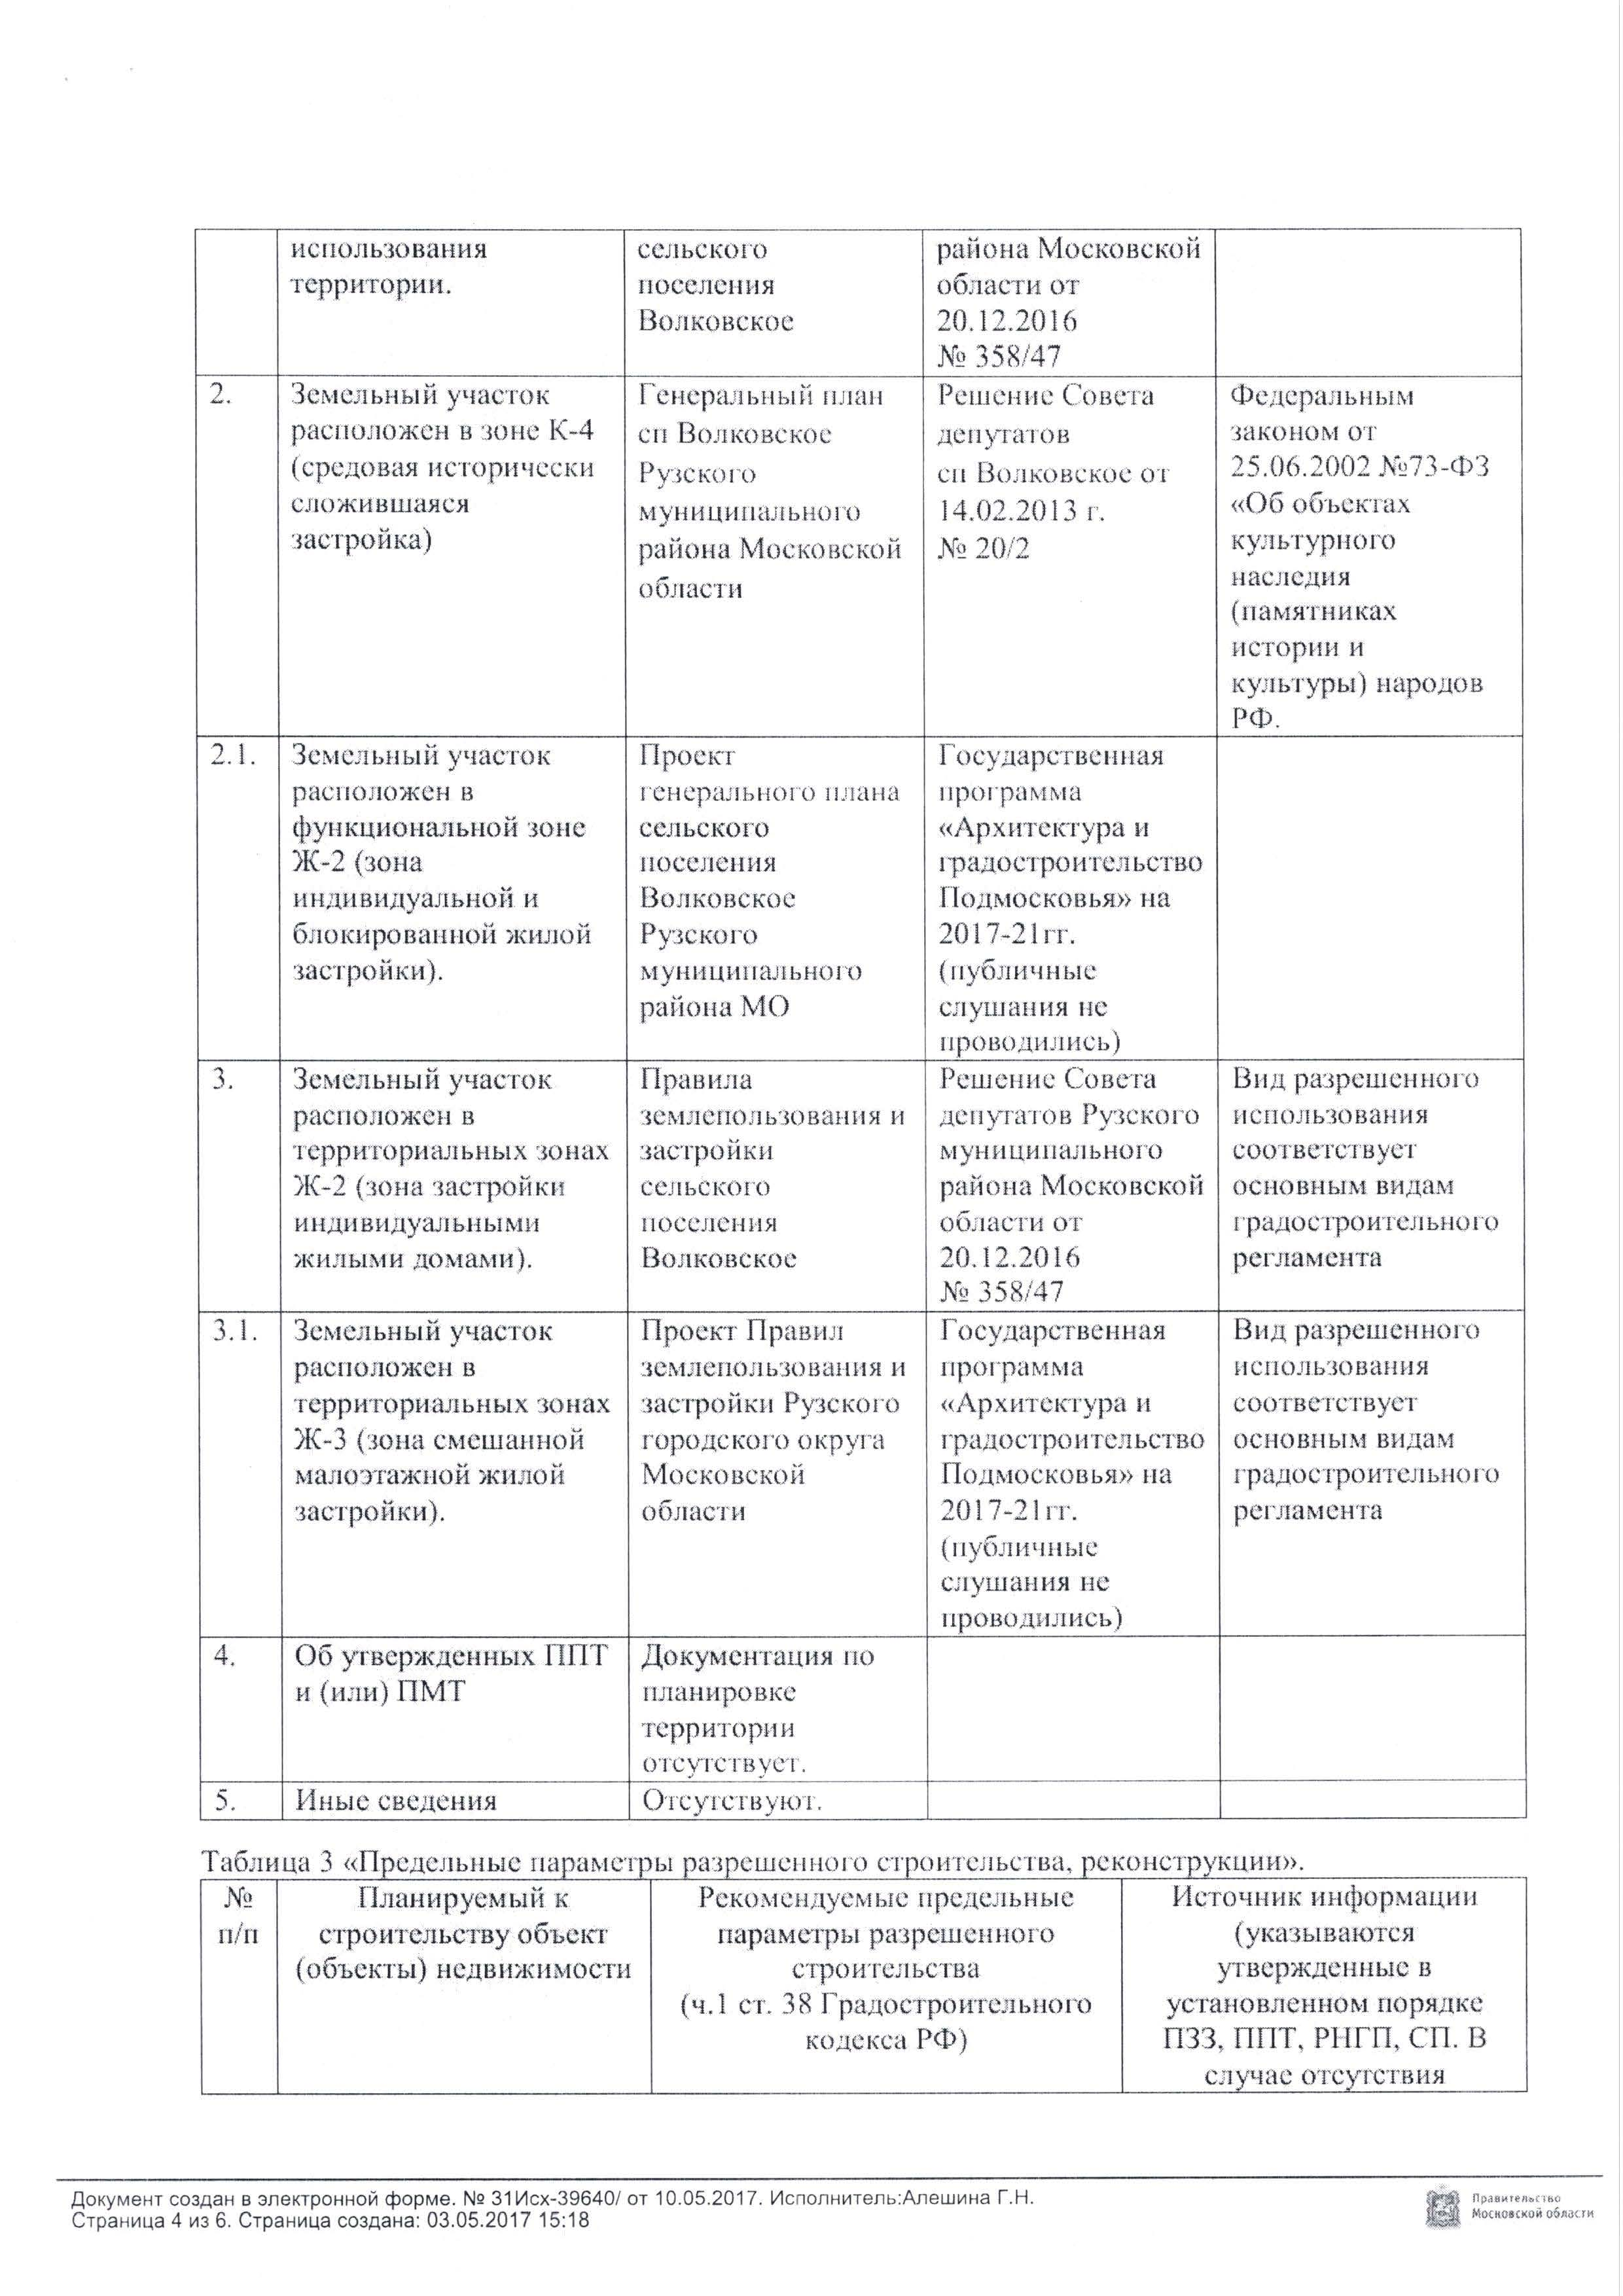 использования
территории.
сельского
поселения
Волковское
района Московской
области от
20.12.2016
№ 358/47
2.
Земельный участок
расположен в зоне К-4
(средовая исторически
сложившаяся
застройка)
Генеральный план
сп Волковское
Рузского
муниципального
района Московской
области
Решение Совета
депутатов
сп Волковское от
14.02.2013 г.
№ 20/2
Федеральным
законом от
25.06.2002 №73-ФЗ
«Об объектах
культурного
наследия
(памятниках
истории и
культуры) народов
РФ.
2.1.
Земельный участок
расположен в
функциональной зоне
Ж-2 (зона
индивидуальной и
блокированной жилой
застройки).
Проект
генерального плана
сельского
поселения
Волковское
Рузского
муниципального
района МО
Государственная
программа
«Архитектура и
градостроительство
Подмосковья» на
2017-21гг.
(публичные
слушания не
проводились)
3.
Земельный участок
расположен в
территориальных зонах
Ж-2 (зона застройки
индивидуальными
жилыми домами).
Правила
землепользования и
застройки
сельского
поселения
Волковское
Решение Совета
депутатов Рузского
муниципального
района Московской
области от
20.12.2016
№ 358/47
Вид разрешенного
использования
соответствует
основным видам
градостроительного
регламента
3.1.
Земельный участок
расположен в
территориальных зонах
Ж-3 (зона смешанной
малоэтажной жилой
застройки).
Проект Правил
землепользования и
застройки Рузского
городского округа
Московской
области
Государственная
программа
«Архитектура и
градостроительство
Подмосковья» на
2017-21гг.
(публичные
слушания не
проводились)
Вид разрешенного
использования
соответствует
основным видам
градостроительного
регламента
4.
Об утвержденных ППТ
и (или) ПМТ
Документация по
планировке
территории
отсутствует.
5.
Иные сведения
Отсутствуют.
Таблица 3 «Предельные параметры разрешенного строительства, реконструкции».
№
п/п
Планируемый к
строительству объект
(объекты) недвижимости
Рекомендуемые предельные
параметры разрешенного
строительства
(ч.1 ст. 38 Градостроительного
кодекса РФ)
Источник информации
(указываются
утвержденные в
установленном порядке
ПЗЗ, ППТ, РНГП, СП. В
случае отсутствия
Документ создан в электронной форме. № 31Исх-39640/ от 10.05.2017. Исполнитель:Алешина Г.Н.
Страница 4 из 6. Страница создана: 03.05.2017 15:18
Правительство
Московской области